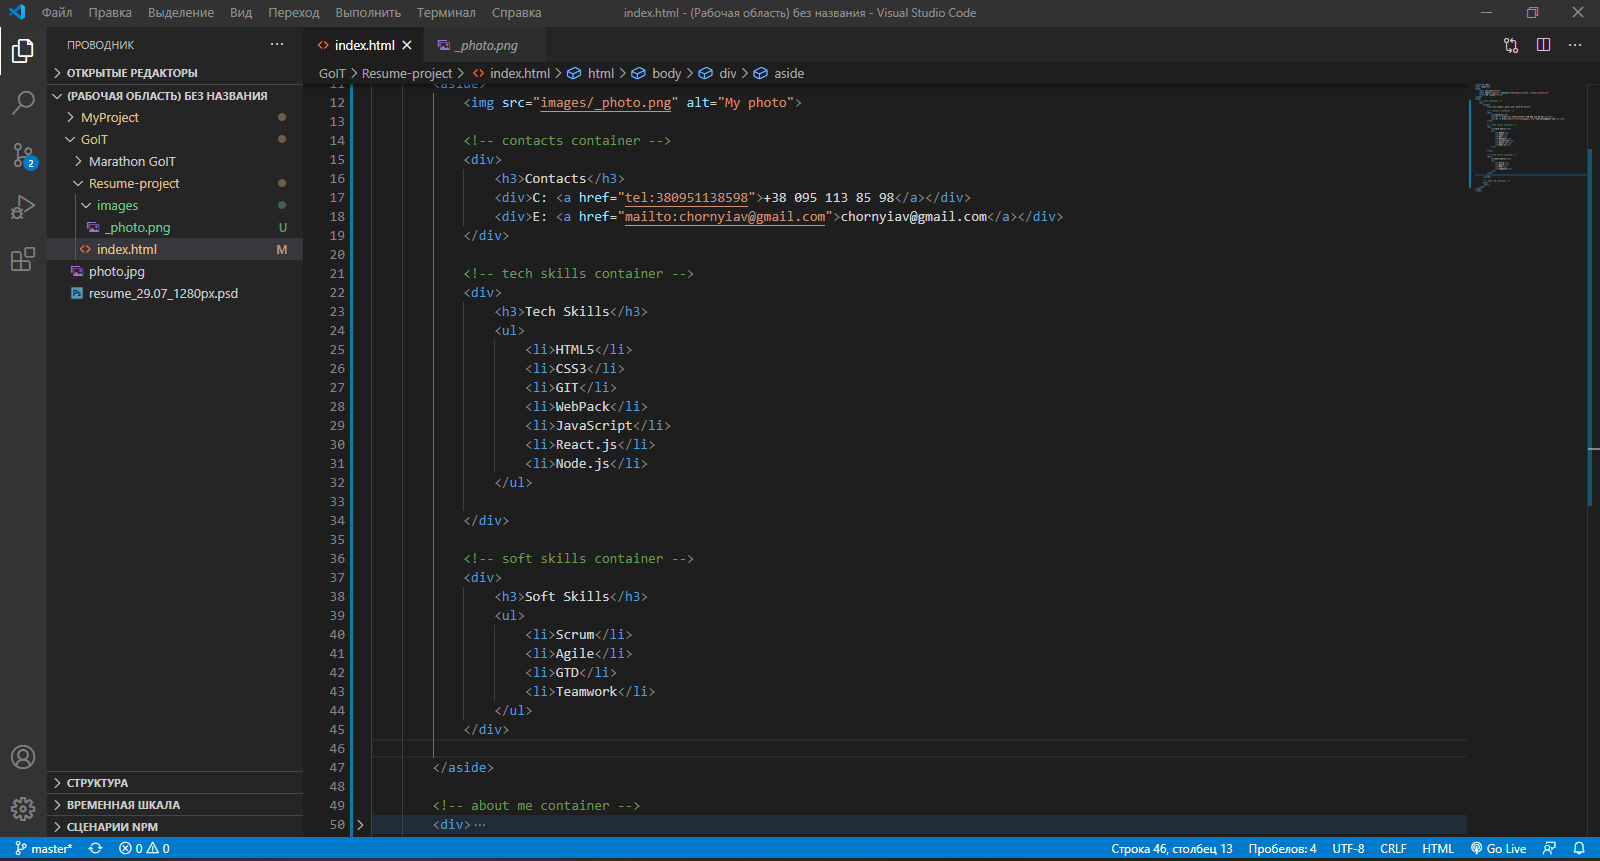 Файл Правка Выделение Вид Переход Выполнить Терминал Справка index.html - (Рабочая область) без названия - Visual Studio Code
ПРОВОДНИК
ОТКРЫТЫЕ РЕДАКТОРЫ
(РАБОЧАЯ ОБЛАСТЬ) БЕЗ НАЗВАНИЯ
MyProject
GoIT
Marathon GoIT
Resume-project
images
_photo.png U
index.html M
photo.jpg
Ps resume_29.07_1280px.psd
2
СТРУКТУРА
ВРЕМЕННАЯ ШКАЛА
СЦЕНАРИИ NPM
index.html _photo.png
GoIT > Resume-project > index.html > html > body > div > aside
11 <aside>
12 <img src="images/_photo.png" alt="My photo">
13
14 <!-- contacts container -->
15 <div>
16 <h3>Contacts</h3>
17 <div>C: <a href="tel:380951138598">+38 095 113 85 98</a></div>
18 <div>E: <a href="mailto:chornyiav@gmail.com">chornyiav@gmail.com</a></div>
19 </div>
20
21 <!-- tech skills container -->
22 <div>
23 <h3>Tech Skills</h3>
24 <ul>
25 <li>HTML5</li>
26 <li>CSS3</li>
27 <li>GIT</li>
28 <li>WebPack</li>
29 <li>JavaScript</li>
30 <li>React.js</li>
31 <li>Node.js</li>
32 </ul>
33
34 </div>
35
36 <!-- soft skills container -->
37 <div>
38 <h3>Soft Skills</h3>
39 <ul>
40 <li>Scrum</li>
41 <li>Agile</li>
42 <li>GTD</li>
43 <li>Teamwork</li>
44 </ul>
45 </div>
46
47 </aside>
48
49 <!-- about me container -->
50 <div>···
master* 0 0 Строка 46, столбец 13 Пробелов: 4 UTF-8 CRLF HTML Go Live